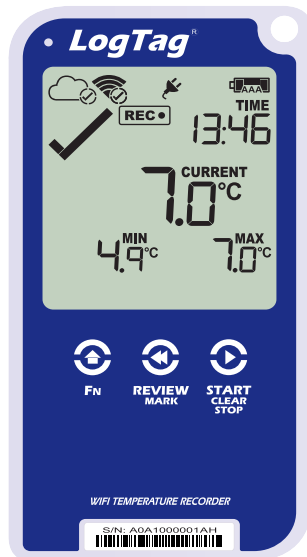 LogTag®
AAA
REC
TIME
13:46
CURRENT
7.0°C
MIN
4.9°C
MAX
7.0°C
FN
REVIEW
MARK
START
CLEAR
STOP
WIFI TEMPERATURE RECORDER
S/N: A0A1000001AH